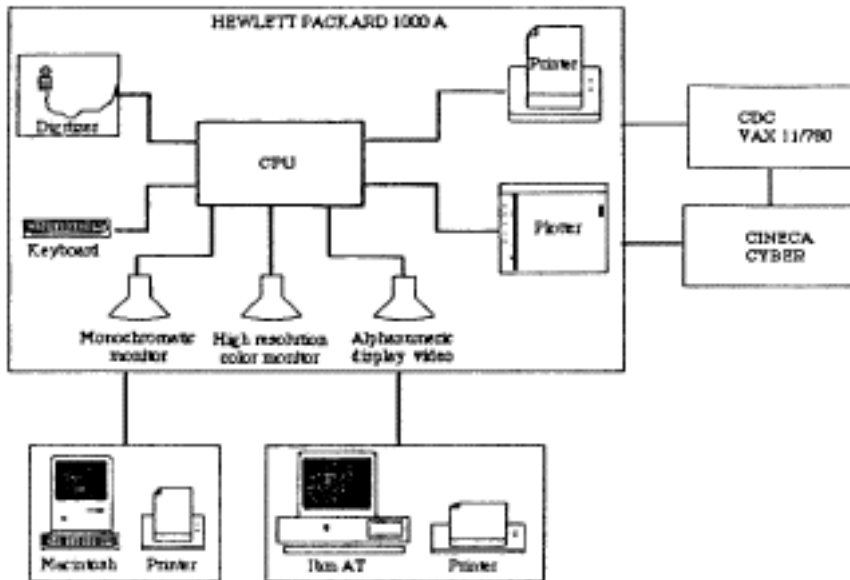 HEWLETT PACKARD 1000 A
Printer
Digitizer
CDC
VAX 11/780
CPU
Plotter
CINECA
CYBER
Keyboard
Monochromatic
monitor
High resolution
color monitor
Alphanumeric
display video
Macintosh
Printer
Ibm AT
Printer